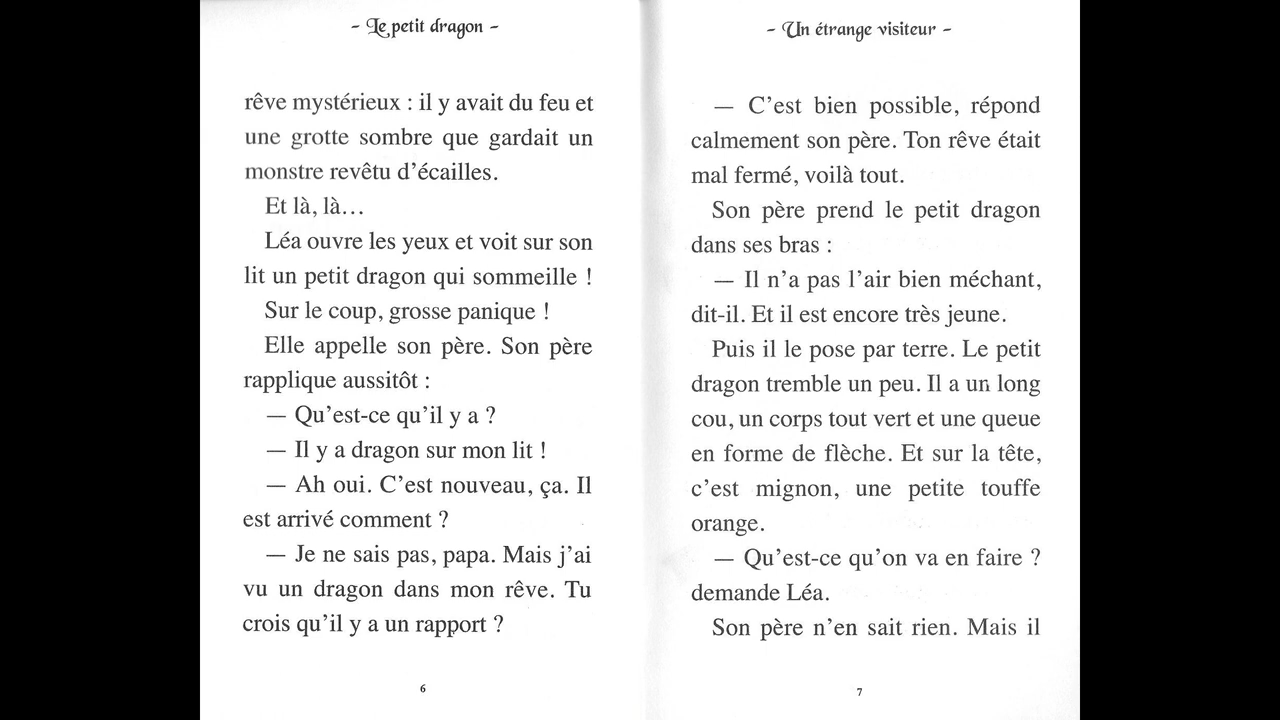 - Le petit dragon -
rêve mystérieux : il y avait du feu et
une grotte sombre que gardait un
monstre revêtu d’écailles.
Et là, là…
Léa ouvre les yeux et voit sur son
lit un petit dragon qui sommeille !
Sur le coup, grosse panique !
Elle appelle son père. Son père
rapplique aussitôt :
— Qu’est-ce qu’il y a ?
— Il y a dragon sur mon lit !
— Ah oui. C’est nouveau, ça. Il
est arrivé comment ?
— Je ne sais pas, papa. Mais j’ai
vu un dragon dans mon rêve. Tu
crois qu’il y a un rapport ?
6
- Un étrange visiteur -
— C’est bien possible, répond
calmement son père. Ton rêve était
mal fermé, voilà tout.
Son père prend le petit dragon
dans ses bras :
— Il n’a pas l’air bien méchant,
dit-il. Et il est encore très jeune.
Puis il le pose par terre. Le petit
dragon tremble un peu. Il a un long
cou, un corps tout vert et une queue
en forme de flèche. Et sur la tête,
c’est mignon, une petite touffe
orange.
— Qu’est-ce qu’on va en faire ?
demande Léa.
Son père n’en sait rien. Mais il
7